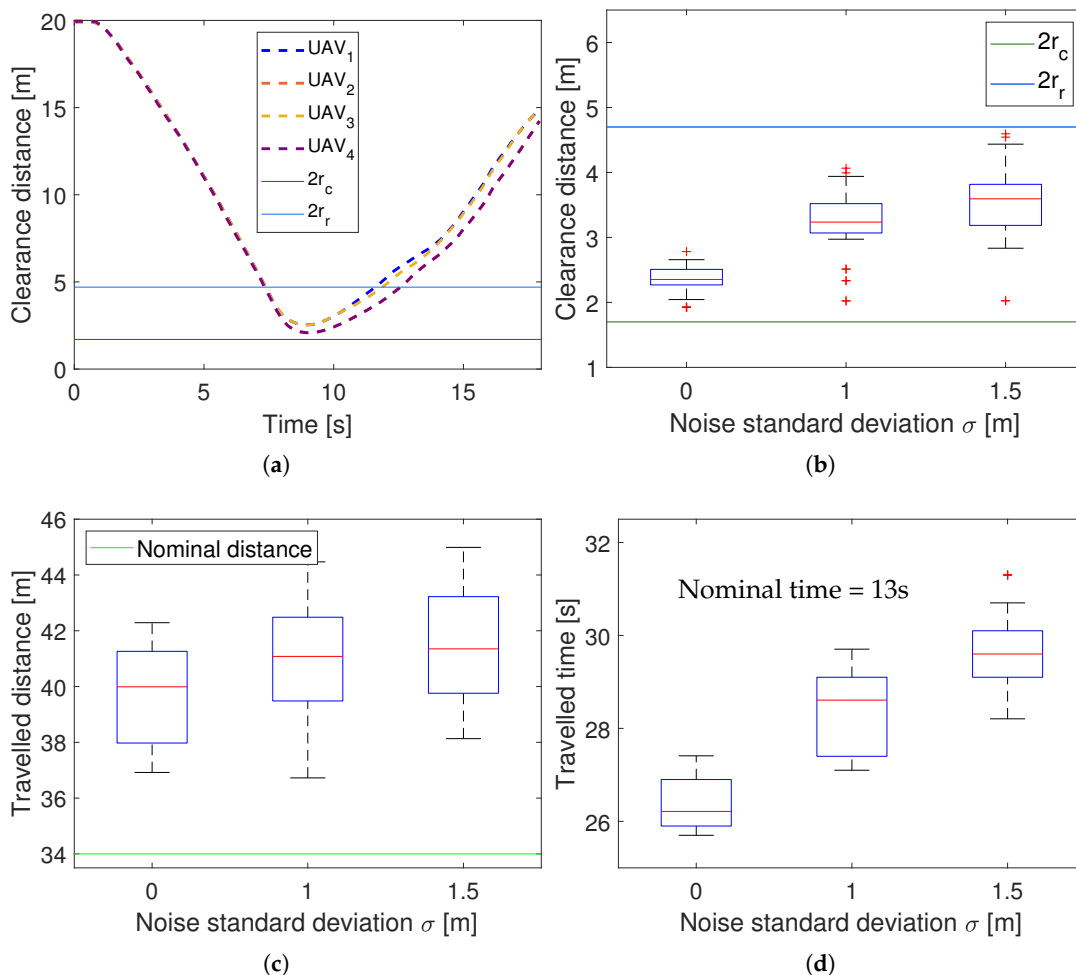 20
15
10
5
0
Clearance distance [m]
UAV1
UAV2
UAV3
UAV4
2rc
2rr
0 5 10 15
Time [s]
(a)
6
5
4
3
2
1
Clearance distance [m]
2rc
2rr
0 1 1.5
Noise standard deviation σ [m]
(b)
46
44
42
40
38
36
34
Travelled distance [m]
Nominal distance
0 1 1.5
Noise standard deviation σ [m]
(c)
32
30
28
26
Travelled time [s]
Nominal time = 13s
0 1 1.5
Noise standard deviation σ [m]
(d)